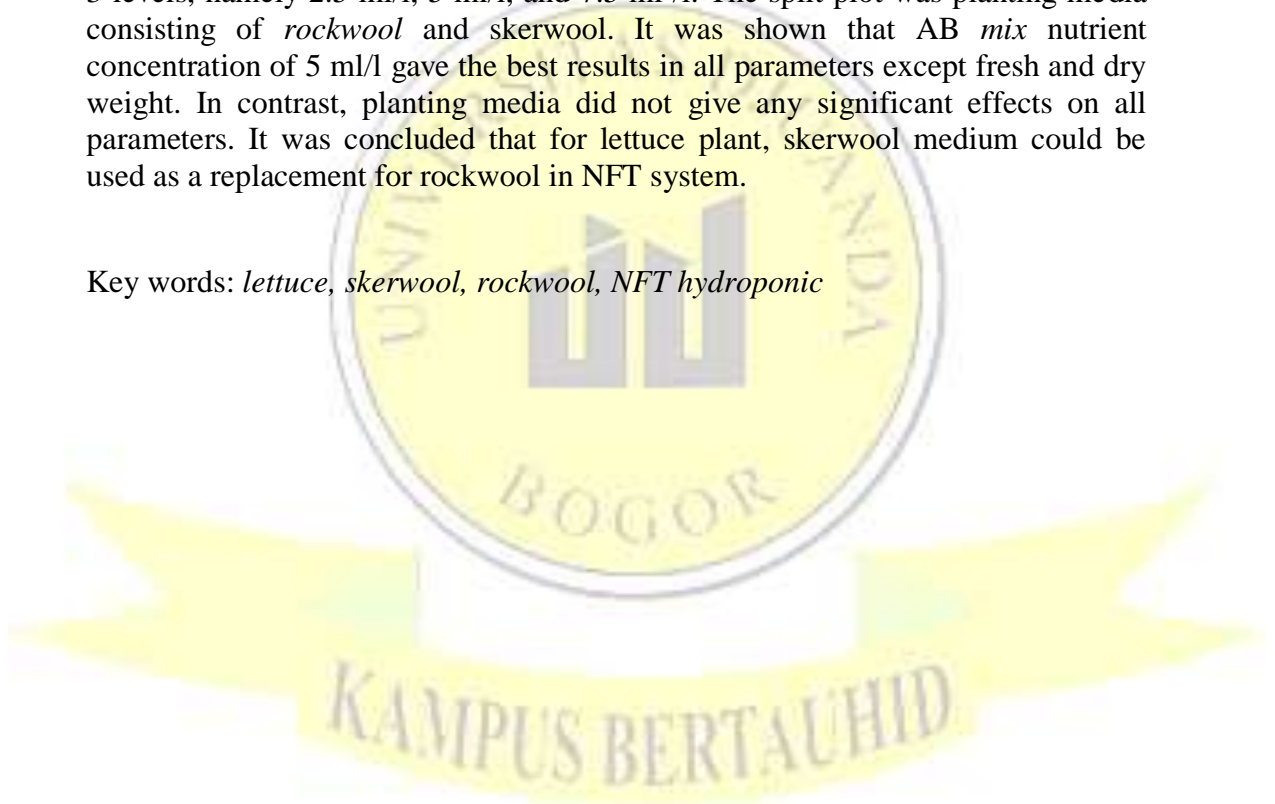 consisting of rockwool and skerwool. It was shown that AB mix nutrient
concentration of 5 ml/l gave the best results in all parameters except fresh and dry
weight. In contrast, planting media did not give any significant effects on all
parameters. It was concluded that for lettuce plant, skerwool medium could be
used as a replacement for rockwool in NFT system.
Key words: lettuce, skerwool, rockwool, NFT hydroponic
BOGOR
KAMPUS BERTAUHID